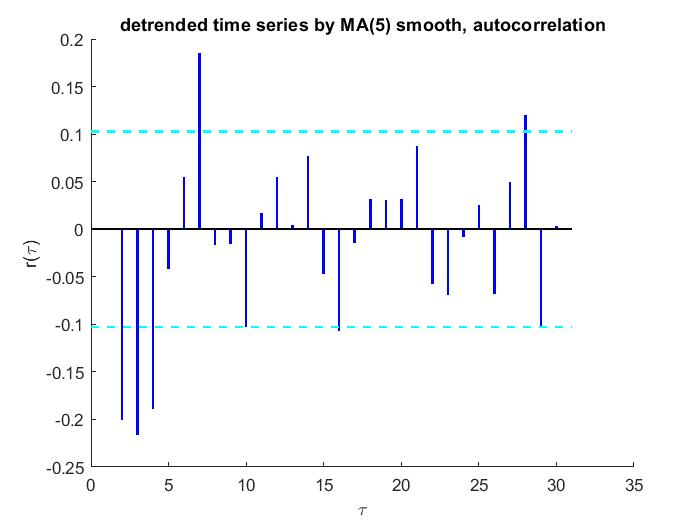 detrended time series by MA(5) smooth, autocorrelation
0.2
0.15
0.1
0.05
0
-0.05
-0.1
-0.15
-0.2
-0.25
r(τ)
0 5 10 15 20 25 30 35
τ